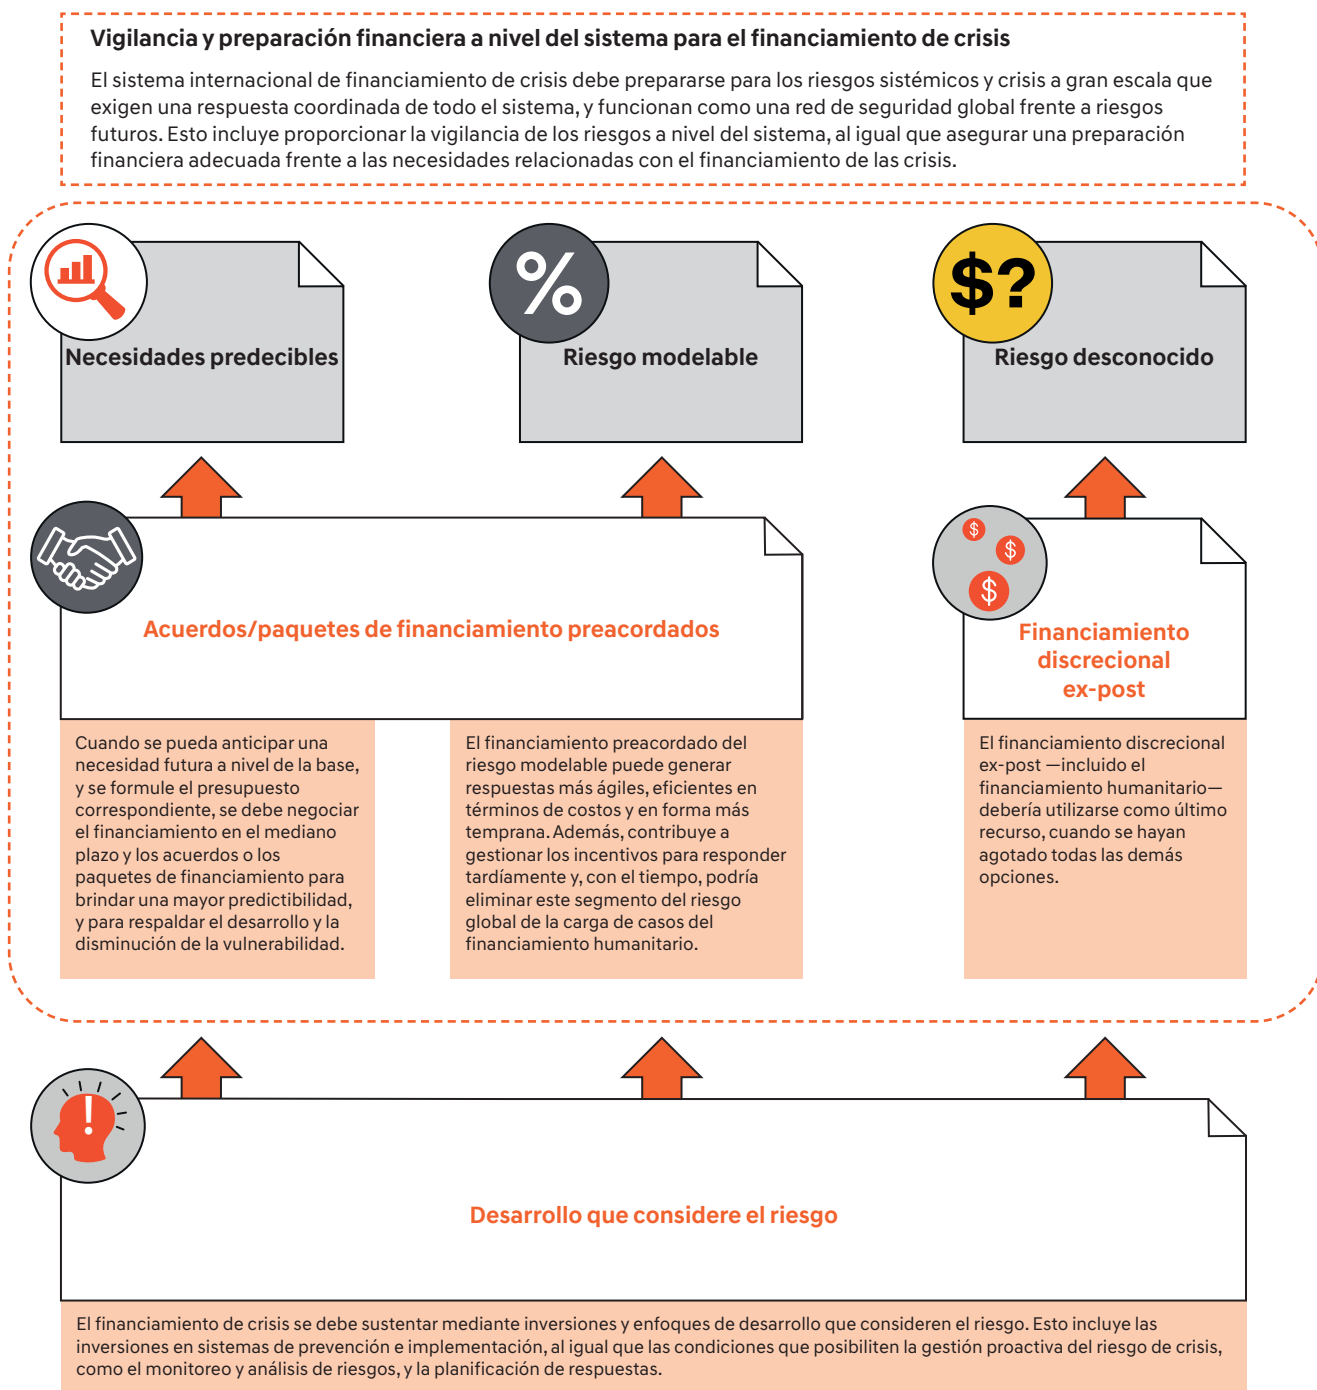 Vigilancia y preparación financiera a nivel del sistema para el financiamiento de crisis
El sistema internacional de financiamiento de crisis debe prepararse para los riesgos sistémicos y crisis a gran escala que
exigen una respuesta coordinada de todo el sistema, y funcionan como una red de seguridad global frente a riesgos
futuros. Esto incluye proporcionar la vigilancia de los riesgos a nivel del sistema, al igual que asegurar una preparación
financiera adecuada frente a las necesidades relacionadas con el financiamiento de las crisis.
%
$?
Necesidades predecibles
Riesgo modelable
Riesgo desconocido
$
$
$
Acuerdos/paquetes de financiamiento preacordados
Financiamiento
discrecional
ex-post
Cuando se pueda anticipar una
necesidad futura a nivel de la base,
y se formule el presupuesto
correspondiente, se debe negociar
el financiamiento en el mediano
plazo y los acuerdos o los
paquetes de financiamiento para
brindar una mayor predictibilidad,
y para respaldar el desarrollo y la
disminución de la vulnerabilidad.
El financiamiento preacordado del
riesgo modelable puede generar
respuestas más ágiles, eficientes en
términos de costos y en forma más
temprana. Además, contribuye a
gestionar los incentivos para responder
tardíamente y, con el tiempo, podría
eliminar este segmento del riesgo
global de la carga de casos del
financiamiento humanitario.
El financiamiento discrecional
ex-post —incluido el
financiamiento humanitario—
debería utilizarse como último
recurso, cuando se hayan
agotado todas las demás
opciones.
!
Desarrollo que considere el riesgo
El financiamiento de crisis se debe sustentar mediante inversiones y enfoques de desarrollo que consideren el riesgo. Esto incluye las
inversiones en sistemas de prevención e implementación, al igual que las condiciones que posibiliten la gestión proactiva del riesgo de crisis,
como el monitoreo y análisis de riesgos, y la planificación de respuestas.